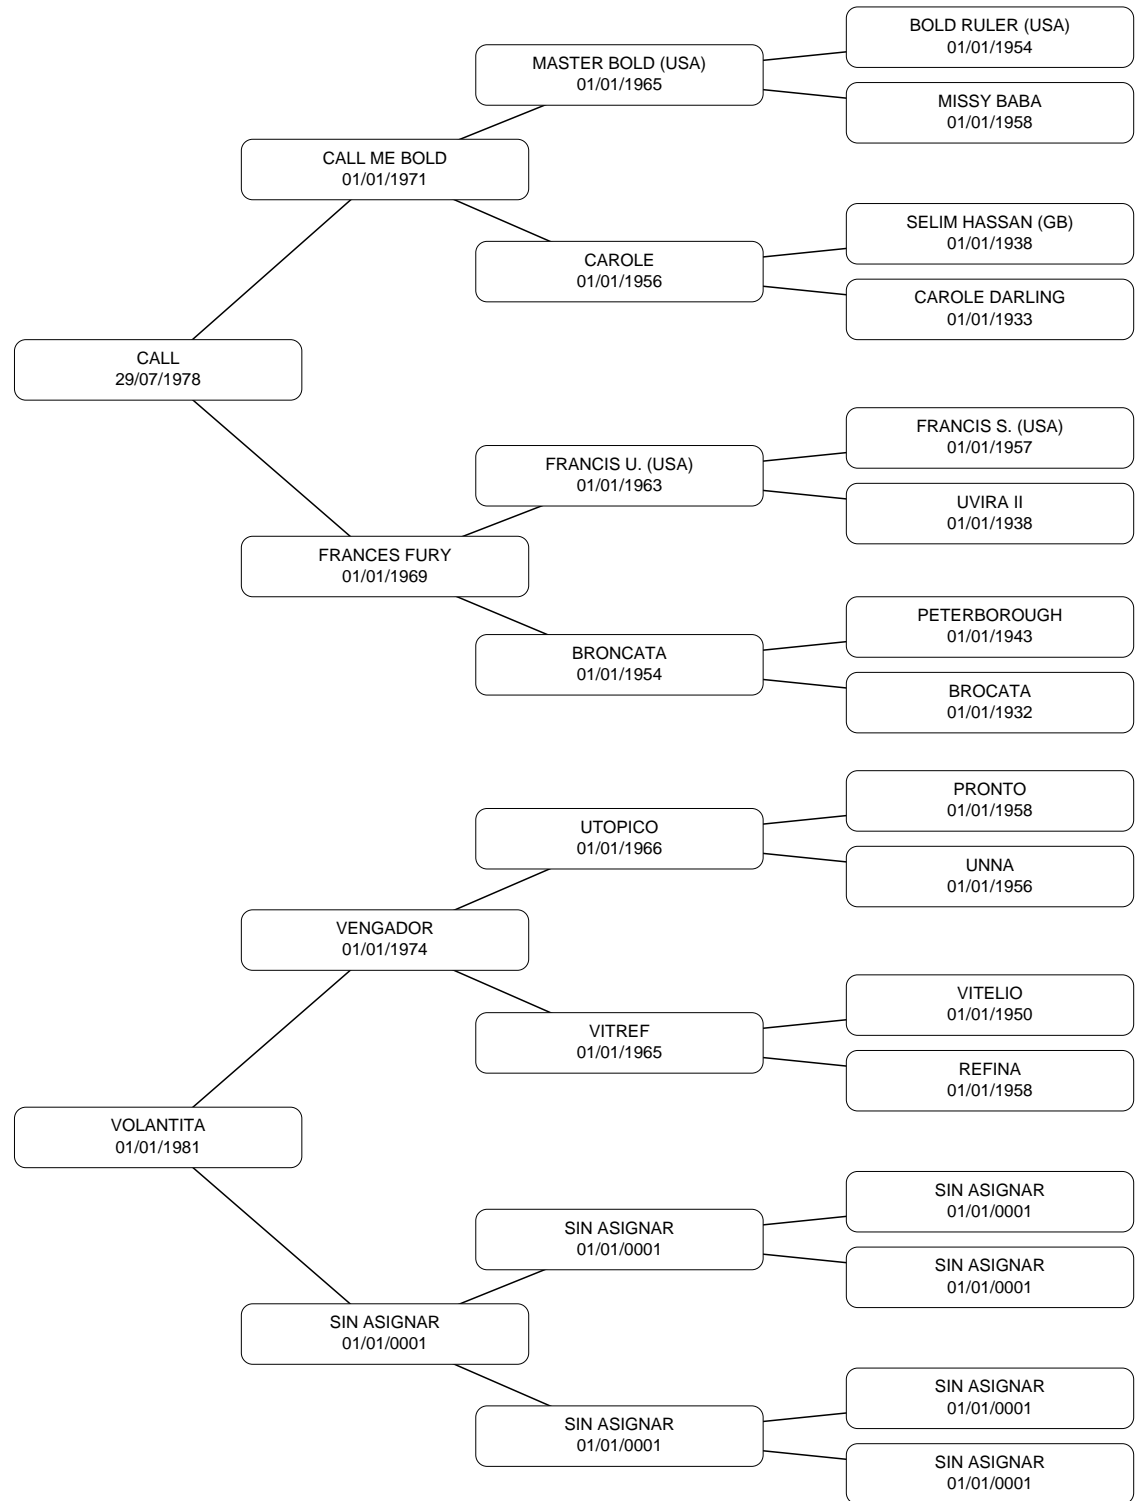 BOLD RULER (USA)
01/01/1954
MASTER BOLD (USA)
01/01/1965
MISSY BABA
01/01/1958
CALL ME BOLD
01/01/1971
SELIM HASSAN (GB)
01/01/1938
CAROLE
01/01/1956
CAROLE DARLING
01/01/1933
CALL
29/07/1978
FRANCIS S. (USA)
01/01/1957
FRANCIS U. (USA)
01/01/1963
UVIRA II
01/01/1938
FRANCES FURY
01/01/1969
PETERBOROUGH
01/01/1943
BRONCATA
01/01/1954
BROCATA
01/01/1932
PRONTO
01/01/1958
UTOPICO
01/01/1966
UNNA
01/01/1956
VENGADOR
01/01/1974
VITELIO
01/01/1950
VITREF
01/01/1965
REFINA
01/01/1958
VOLANTITA
01/01/1981
SIN ASIGNAR
01/01/0001
SIN ASIGNAR
01/01/0001
SIN ASIGNAR
01/01/0001
SIN ASIGNAR
01/01/0001
SIN ASIGNAR
01/01/0001
SIN ASIGNAR
01/01/0001
SIN ASIGNAR
01/01/0001